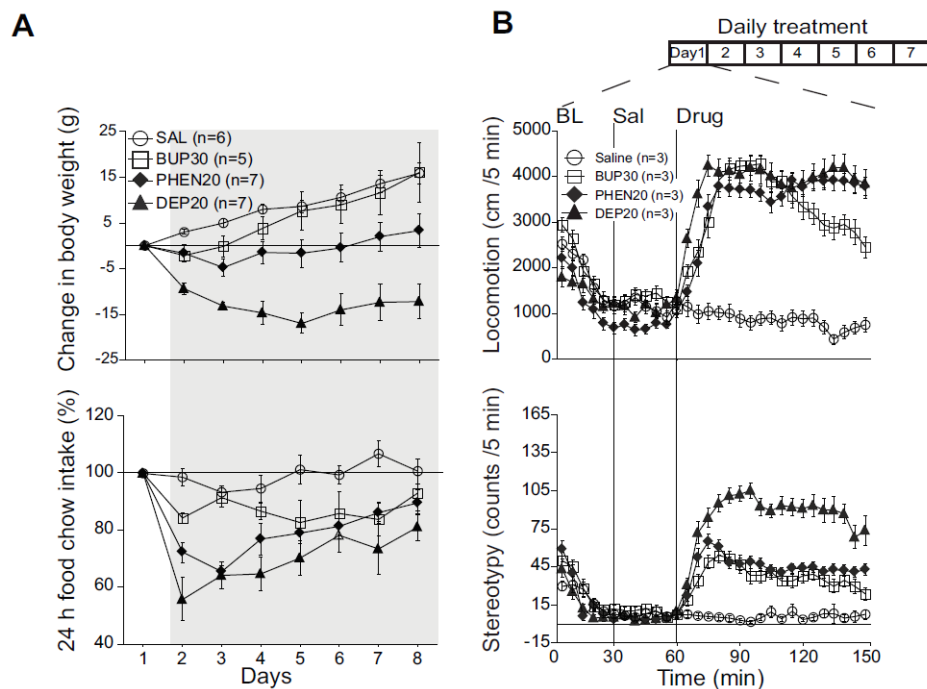 A
Change in body weight (g)
25
15
5
-5
-15
-25
SAL (n=6)
BUP30 (n=5)
PHEN20 (n=7)
DEP20 (n=7)
24 h food chow intake (%)
120
100
80
60
40
1 2 3 4 5 6 7 8
Days
B
Daily treatment
Day1 2 3 4 5 6 7
BL Sal Drug
Locomotion (cm /5 min)
5000
4000
3000
2000
1000
0
Saline (n=3)
BUP30 (n=3)
PHEN20 (n=3)
DEP20 (n=3)
Stereotypy (counts /5 min)
165
135
105
75
45
15
-15
0 30 60 90 120 150
Time (min)